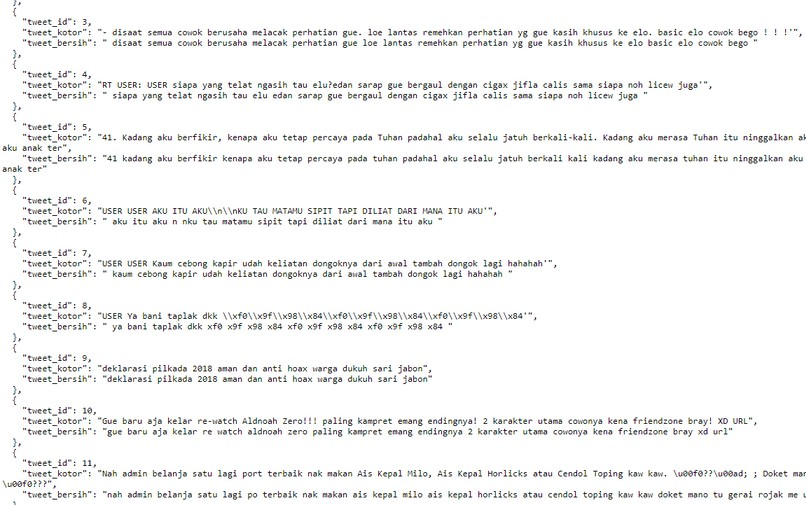 },
{
"tweet_id": 3,
"tweet_kotor": "- disaat semua cowok berusaha melacak perhatian gue. loe lantas remehkan perhatian yg gue kasih khusus ke elo. basic elo cowok bego ! ! !'",
"tweet_bersih": " disaat semua cowok berusaha melacak perhatian gue loe lantas remehkan perhatian yg gue kasih khusus ke elo basic elo cowok bego "
},
{
"tweet_id": 4,
"tweet_kotor": "RT USER: USER siapa yang telat ngasih tau elu?edan sarap gue bergaul dengan cigax jifla calis sama siapa noh licew juga'",
"tweet_bersih": " siapa yang telat ngasih tau elu edan sarap gue bergaul dengan cigax jifla calis sama siapa noh licew juga "
},
{
"tweet_id": 5,
"tweet_kotor": "41. Kadang aku berfikir, kenapa aku tetap percaya pada Tuhan padahal aku selalu jatuh berkali-kali. Kadang aku merasa Tuhan itu ninggalkan ak
aku anak ter",
"tweet_bersih": "41 kadang aku berfikir kenapa aku tetap percaya pada tuhan padahal aku selalu jatuh berkali kali kadang aku merasa tuhan itu ninggalkan aku
anak ter"
},
{
"tweet_id": 6,
"tweet_kotor": "USER USER AKU ITU AKU\\n\\nKU TAU MATAMU SIPIT TAPI DILIAT DARI MANA ITU AKU'",
"tweet_bersih": " aku itu aku n nku tau matamu sipit tapi diliat dari mana itu aku "
},
{
"tweet_id": 7,
"tweet_kotor": "USER USER Kaum cebong kapir udah keliatan dongoknya dari awal tambah dongok lagi hahahah'",
"tweet_bersih": " kaum cebong kapir udah keliatan dongoknya dari awal tambah dongok lagi hahahah "
},
{
"tweet_id": 8,
"tweet_kotor": "USER Ya bani taplak dkk \\xf0\\x9f\\x98\\x84\\xf0\\x9f\\x98\\x84\\xf0\\x9f\\x98\\x84'",
"tweet_bersih": " ya bani taplak dkk xf0 x9f x98 x84 xf0 x9f x98 x84 xf0 x9f x98 x84 "
},
{
"tweet_id": 9,
"tweet_kotor": "deklarasi pilkada 2018 aman dan anti hoax warga dukuh sari jabon",
"tweet_bersih": "deklarasi pilkada 2018 aman dan anti hoax warga dukuh sari jabon"
},
{
"tweet_id": 10,
"tweet_kotor": "Gue baru aja kelar re-watch Aldnoah Zero!!! paling kampret emang endingnya! 2 karakter utama cowonya kena friendzone bray! XD URL",
"tweet_bersih": "gue baru aja kelar re watch aldnoah zero paling kampret emang endingnya 2 karakter utama cowonya kena friendzone bray xd url"
},
{
"tweet_id": 11,
"tweet_kotor": "Nah admin belanja satu lagi port terbaik nak makan Ais Kepal Milo, Ais Kepal Horlicks atau Cendol Toping kaw kaw. \u00f0??\u00ad; ; Doket man
\u00f0???",
"tweet_bersih": "nah admin belanja satu lagi po terbaik nak makan ais kepal milo ais kepal horlicks atau cendol toping kaw kaw doket mano tu gerai rojak me u